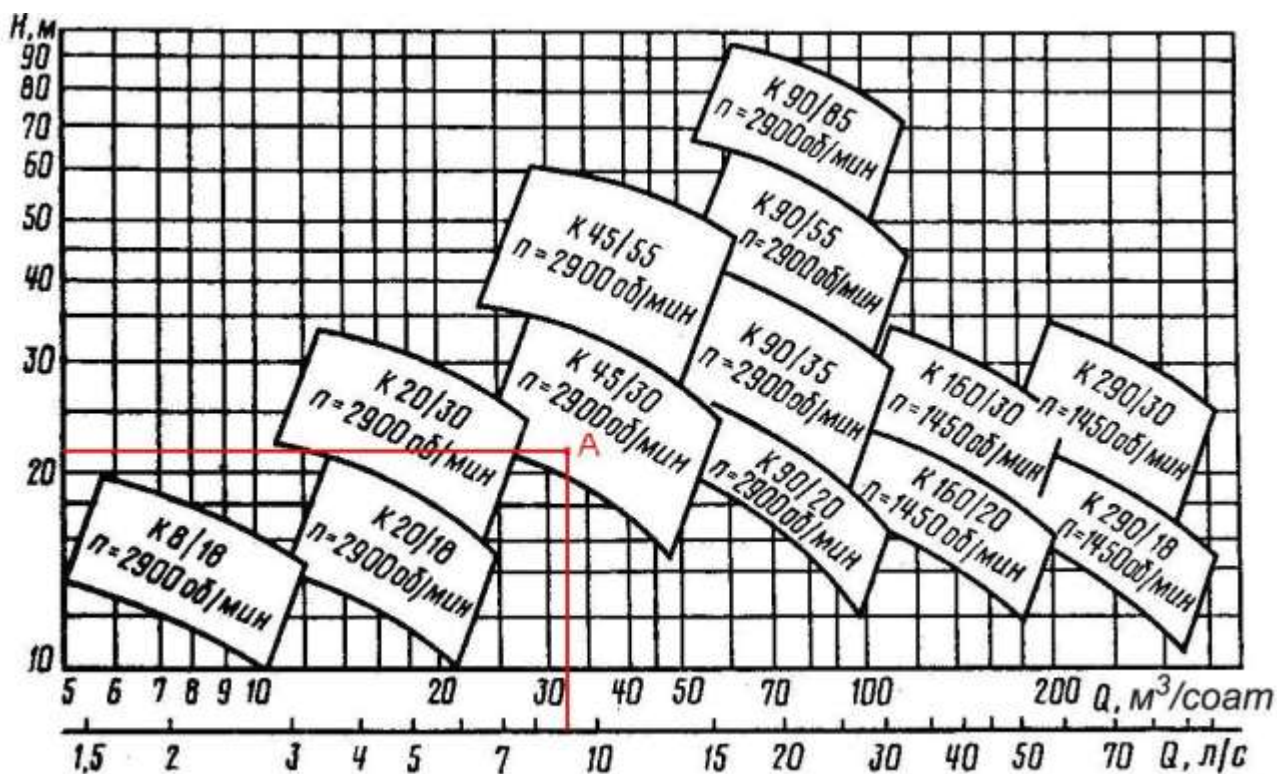 H, м
90
80
70
60
50
40
30
20
10
К 90/85
n = 2900 об/мин
К 90/55
n = 2900 об/мин
К 45/55
n = 2900 об/мин
К 90/35
n = 2900 об/мин
К 20/30
n = 2900 об/мин
К 45/30
n = 2900 об/мин
К 160/30
n = 1450 об/мин
К 290/30
n = 1450 об/мин
A
К 8/18
n = 2900 об/мин
К 20/18
n = 2900 об/мин
К 90/20
n = 2900 об/мин
К 160/20
n = 1450 об/мин
К 290/18
n = 1450 об/мин
5 6 7 8 9 10 20 30 40 50 70 100 200 Q, м³/соат
1,5 2 3 4 5 7 10 15 20 30 40 50 70 Q, л/с